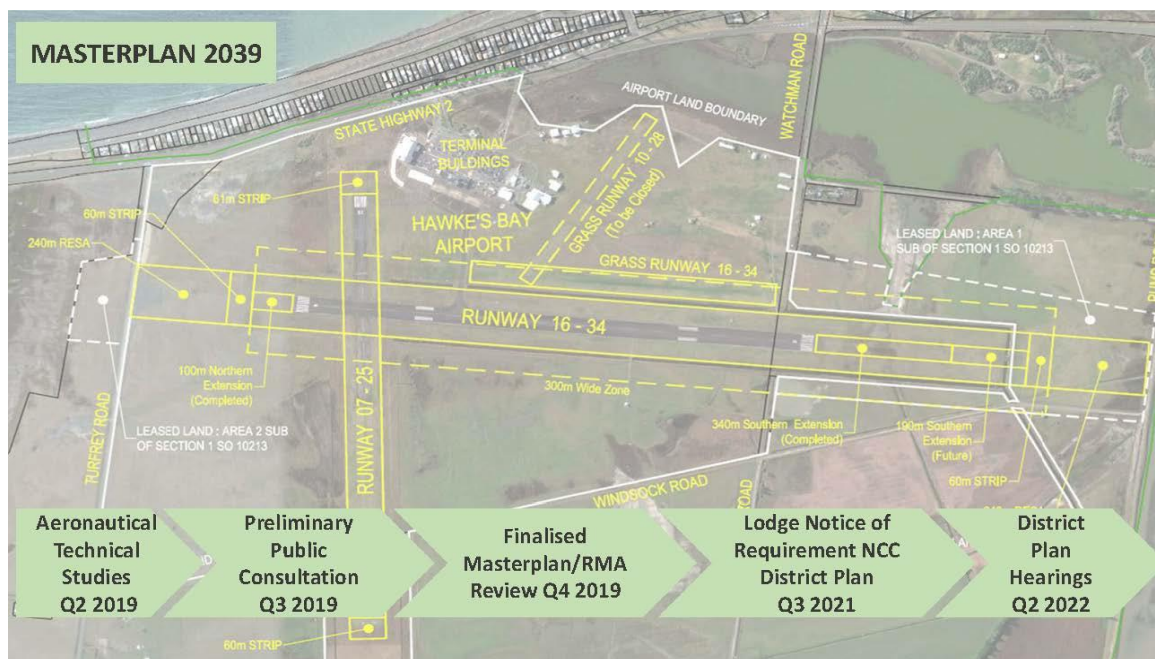 MASTERPLAN 2039
STATE HIGHWAY 2
AIRPORT LAND BOUNDARY
WATCHMAN ROAD
TERMINAL
BUILDINGS
GRASS RUNWAY 10 - 28
(To be Closed)
61m STRIP
60m STRIP
240m RESA
HAWKE'S BAY
AIRPORT
GRASS RUNWAY 16 - 34
LEASED LAND : AREA 1
SUB OF SECTION 1 SO 10213
RUNWAY 16 - 34
100m Northern
Extension
(Completed)
300m Wide Zone
RUNWAY 07 - 25
LEASED LAND : AREA 2 SUB
OF SECTION 1 SO 10213
TURFREY ROAD
340m Southern Extension
(Completed)
190m Southern
Extension
(Future)
60m STRIP
WINDSOCK ROAD
ROAD
Aeronautical
Technical
Studies
Q2 2019
Preliminary
Public
Consultation
Q3 2019
Finalised
Masterplan/RMA
Review Q4 2019
Lodge Notice of
Requirement NCC
District Plan
Q3 2021
District
Plan
Hearings
Q2 2022
60m STRIP